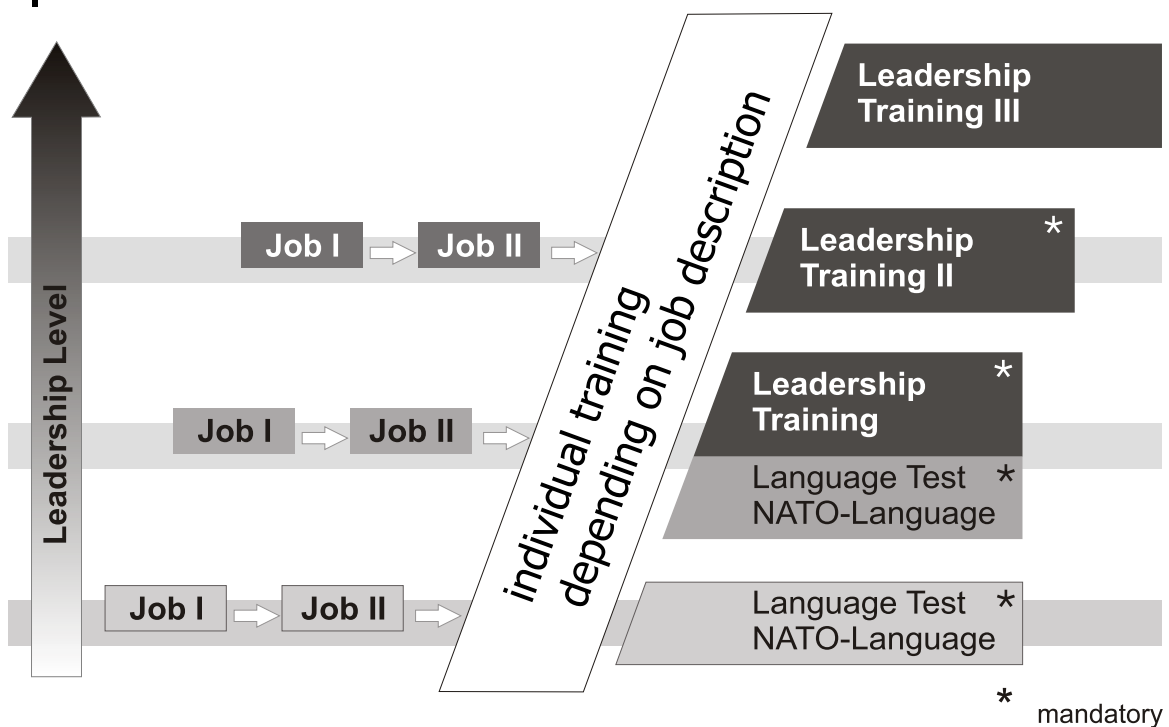 Leadership
Training III
Job I
Job II
Leadership
Training II
*
individual training
depending on job description
Leadership Level
Job I
Job II
Leadership
Training
*
Language Test
NATO-Language
*
Job I
Job II
Language Test
NATO-Language
*
* mandatory